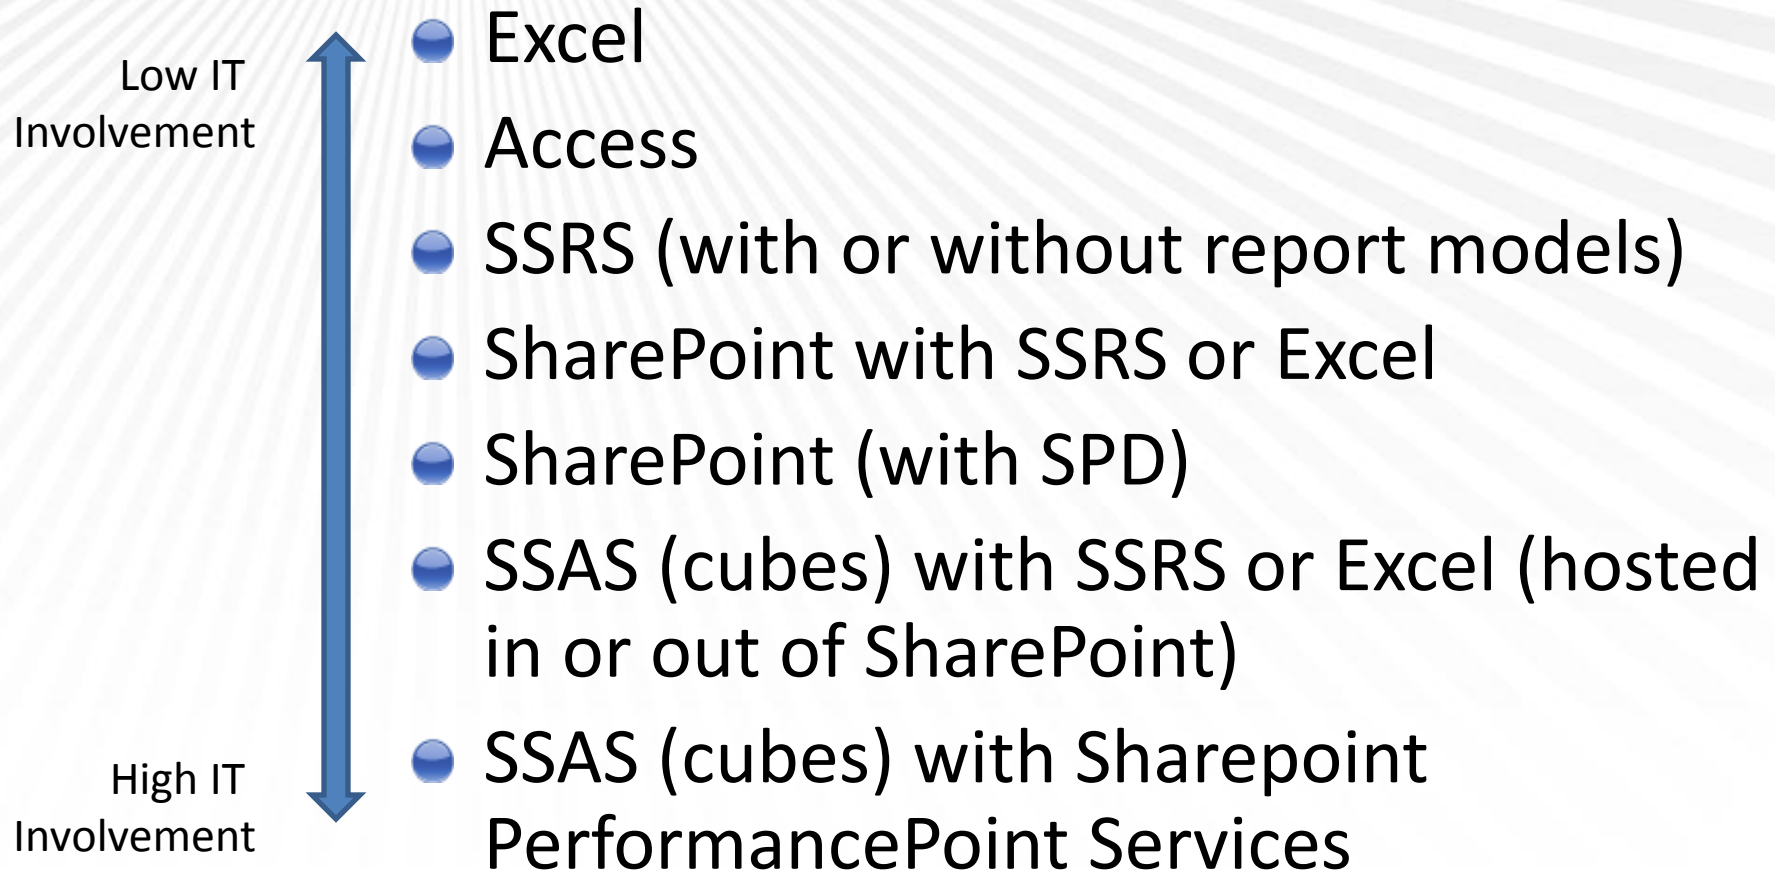 Low IT
Involvement
Excel
Access
SSRS (with or without report models)
SharePoint with SSRS or Excel
SharePoint (with SPD)
SSAS (cubes) with SSRS or Excel (hosted
in or out of SharePoint)
High IT
Involvement
SSAS (cubes) with Sharepoint
PerformancePoint Services